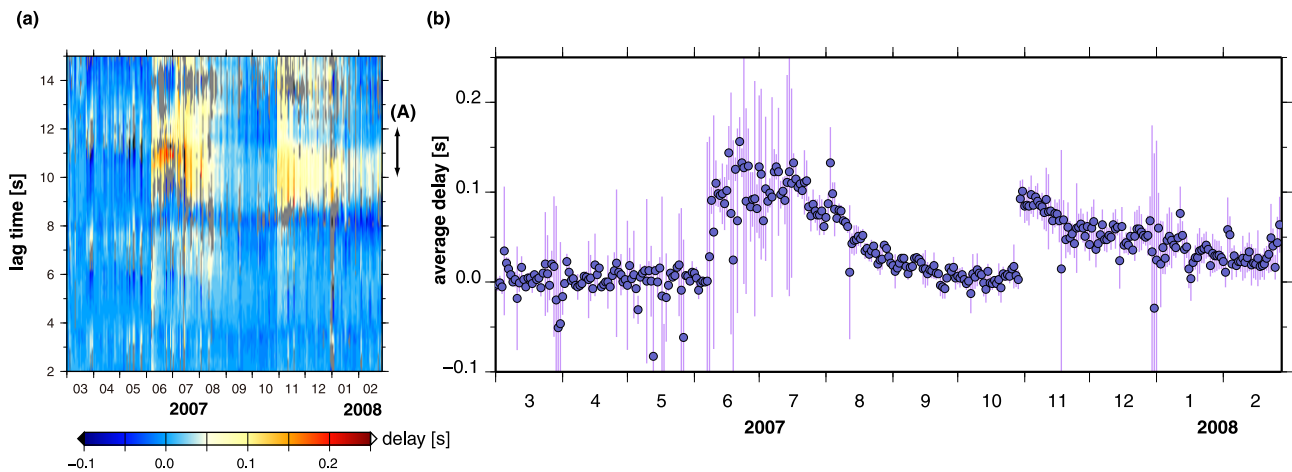 (a)
14
12
10
8
6
4
2
lag time [s]
(A)
03 04 05 06 07 08 09 10 11 12 01 02
2007 2008
−0.1 0.0 0.1 0.2
delay [s]
(b)
0.2
0.1
0.0
−0.1
average delay [s]
3 4 5 6 7 8 9 10 11 12 1 2
2007 2008